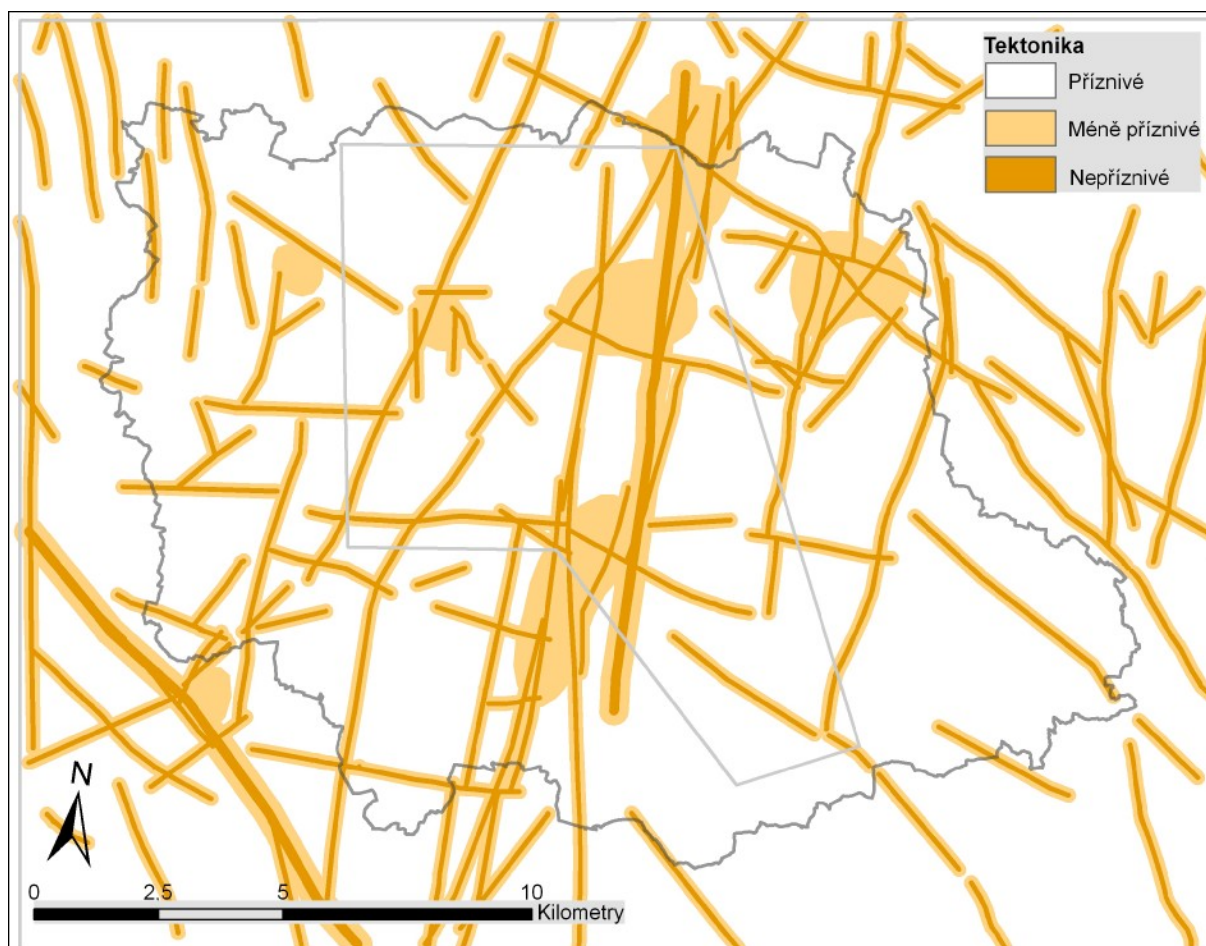 Tektonika
Příznivé
Méně příznivé
Nepříznivé
N
0 2,5 5 10
Kilometry